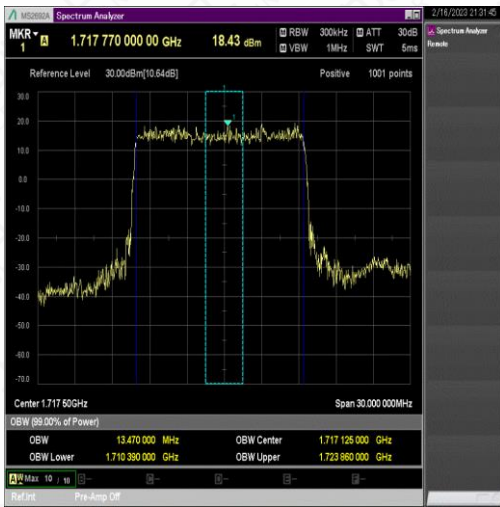 MS2692A Spectrum Analyzer
2/16/2023 21:31:45
MKR 1 A 1.717 770 000 00 GHz 18.43 dBm
M RBW 300kHz M ATT 30dB
M VBW 1MHz SWT 5ms
Spectrum Analyzer
Remote
Reference Level 30.00dBm[10.64dB] Positive 1001 points
30.0
20.0
10.0
0.0
-10.0
-20.0
-30.0
-40.0
-50.0
-60.0
-70.0
1
Center 1.717 50GHz Span 30.000 000MHz
OBW (99.00% of Power)
OBW 13.470 000 MHz OBW Center 1.717 125 000 GHz
OBW Lower 1.710 390 000 GHz OBW Upper 1.723 860 000 GHz
A W Max 10 / 10
Ref.Int Pre-Amp Off